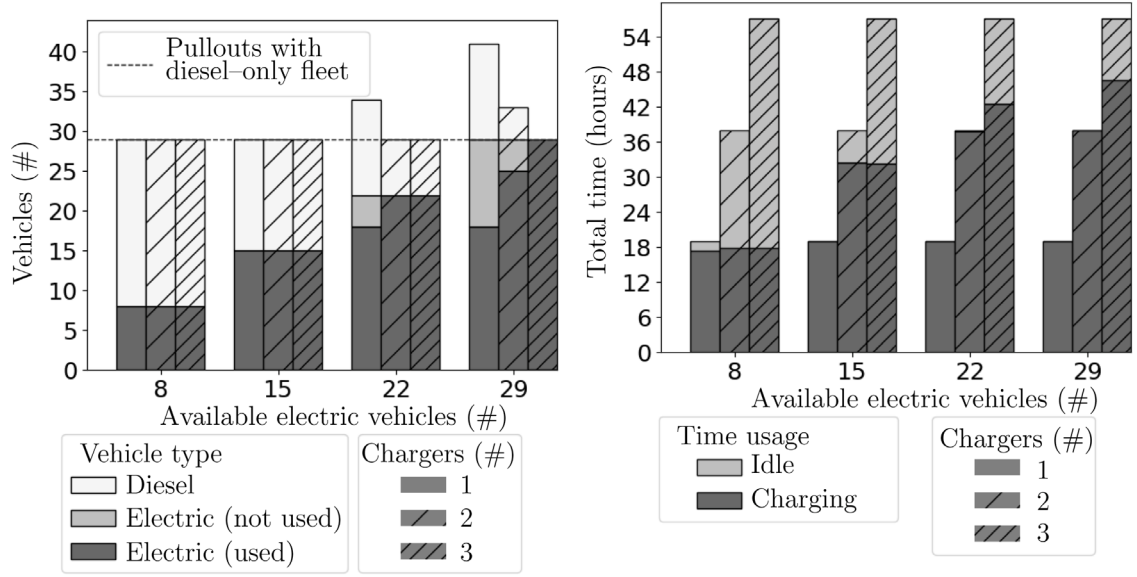 Pullouts with
diesel–only fleet
Vehicles (#)
40
35
30
25
20
15
10
5
0
8
15
22
29
Available electric vehicles (#)
Vehicle type
Diesel
Electric (not used)
Electric (used)
Chargers (#)
1
2
3
Total time (hours)
54
48
42
36
30
24
18
12
6
0
8
15
22
29
Available electric vehicles (#)
Time usage
Idle
Charging
Chargers (#)
1
2
3